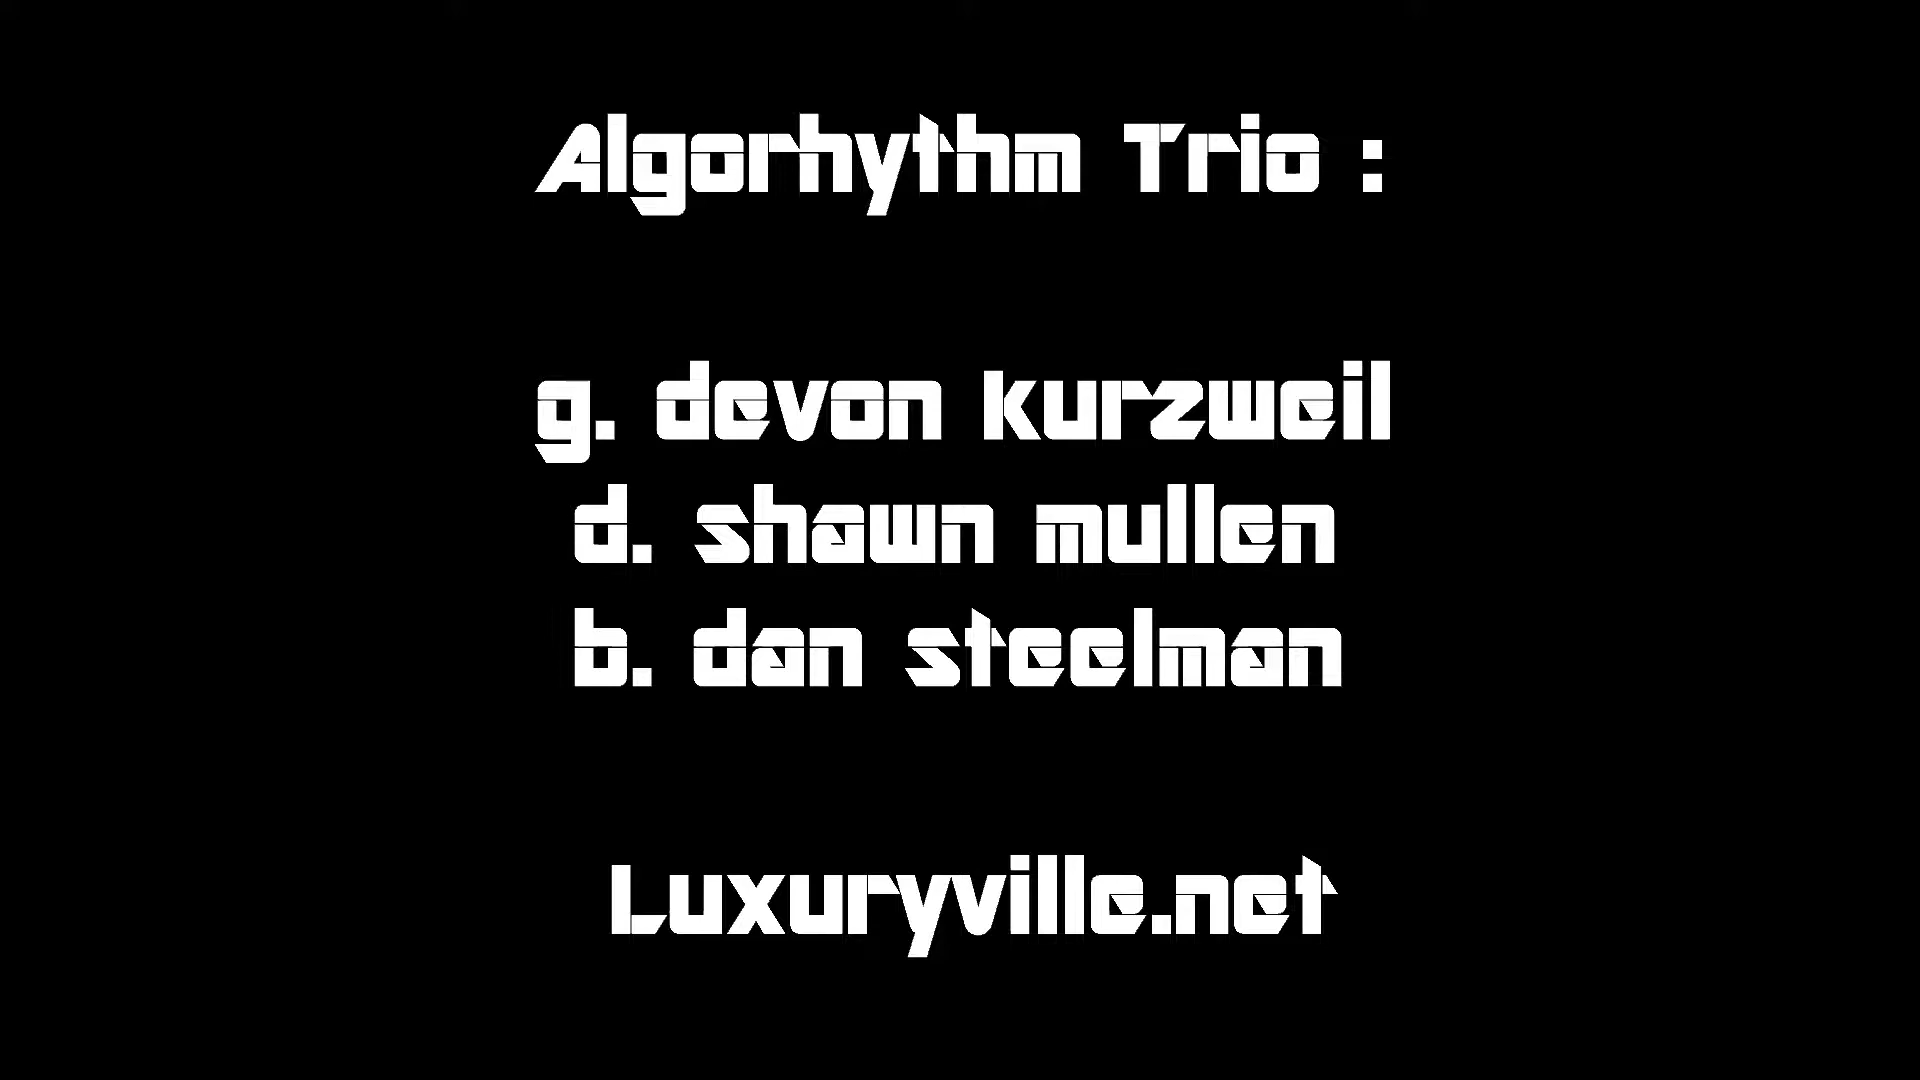 Algorhythm Trio :
g. devon kurzweil
d. shawn mullen
b. dan steelman
Luxuryville.net